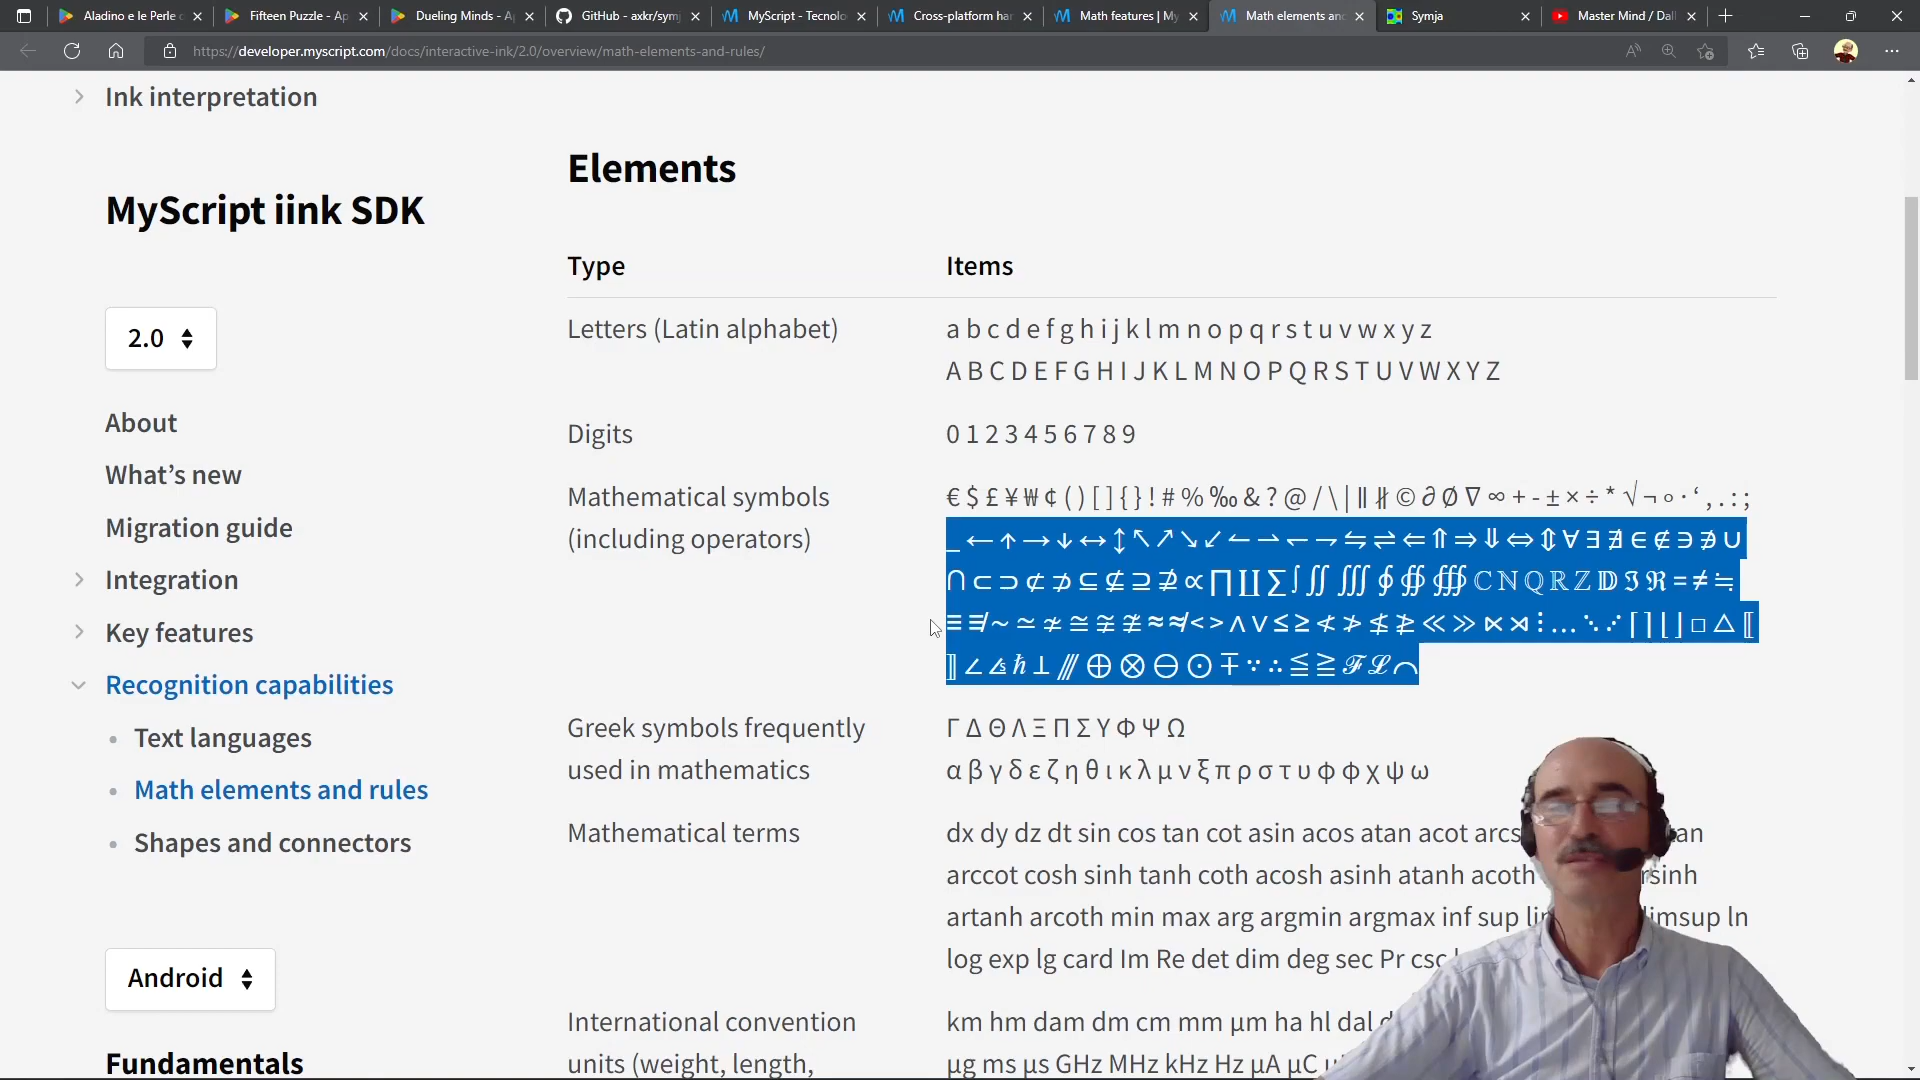 Aladino e le Perle
Fifteen Puzzle - Ap
Dueling Minds - A
GitHub - axkr/symj
MyScript - Tecnolo
Cross-platform han
Math features | My
Math elements and
Symja
Master Mind / Dall
https://developer.myscript.com/docs/interactive-ink/2.0/overview/math-elements-and-rules/
Ink interpretation
MyScript iink SDK
2.0
About
What's new
Migration guide
Integration
Key features
Recognition capabilities
Text languages
Math elements and rules
Shapes and connectors
Android
Fundamentals
Elements
Type Items
Letters (Latin alphabet) a b c d e f g h i j k l m n o p q r s t u v w x y z
A B C D E F G H I J K L M N O P Q R S T U V W X Y Z
Digits 0 1 2 3 4 5 6 7 8 9
Mathematical symbols € $ £ ¥ ₩ ¢ ( ) [ ] { } ! # % ‰ & ? @ / \ | ∥ ∦ © ∂ Ø ∇ ∞ + - ± × ÷ * √ ¬ ∘ · ‘ , . : ;
(including operators) _ ← ↑ → ↓ ↔ ↕ ↖ ↗ ↘ ↙ ↼ ⇀ ↽ ⇁ ⇋ ⇌ ⇐ ⇑ ⇒ ⇓ ⇔ ⇕ ∀ ∃ ∄ ∈ ∉ ∋ ∌ ∪
∩ ⊂ ⊃ ⊄ ⊅ ⊆ ⊈ ⊇ ⊉ ∝ ∏ ∐ ∑ ∫ ∬ ∭ ∮ ∯ ∰ ℂ ℕ ℚ ℝ ℤ 𝔻 ℑ ℜ = ≠ ≒
≡ ≢ ~ ≃ ≄ ≅ ≆ ≇ ≈ ≉ < > ∧ ∨ ≤ ≥ ≮ ≯ ≰ ≱ ≪ ≫ ⋉ ⋊ ⋮ … ⋱ ⋰ ⌈ ⌉ ⌊ ⌋ □ △ ⟦
⟧ ∠ ∡ ℏ ⊥ ⫻ ⊕ ⊗ ⊖ ⊙ ∓ ∵ ∴ ≦ ≧ ℱ ℒ ⌒
Greek symbols frequently Γ Δ Θ Λ Ξ Π Σ Υ Φ Ψ Ω
used in mathematics α β γ δ ε ζ η θ ι κ λ μ ν ξ π ρ σ τ υ φ ϕ χ ψ ω
Mathematical terms dx dy dz dt sin cos tan cot asin acos atan acot arcs an
arccot cosh sinh tanh coth acosh asinh atanh acoth rsinh
artanh arcoth min max arg argmin argmax inf sup lim limsup ln
log exp lg card Im Re det dim deg sec Pr csc
International convention km hm dam dm cm mm µm ha hl dal
units (weight, length, µg ms µs GHz MHz kHz Hz µA µC